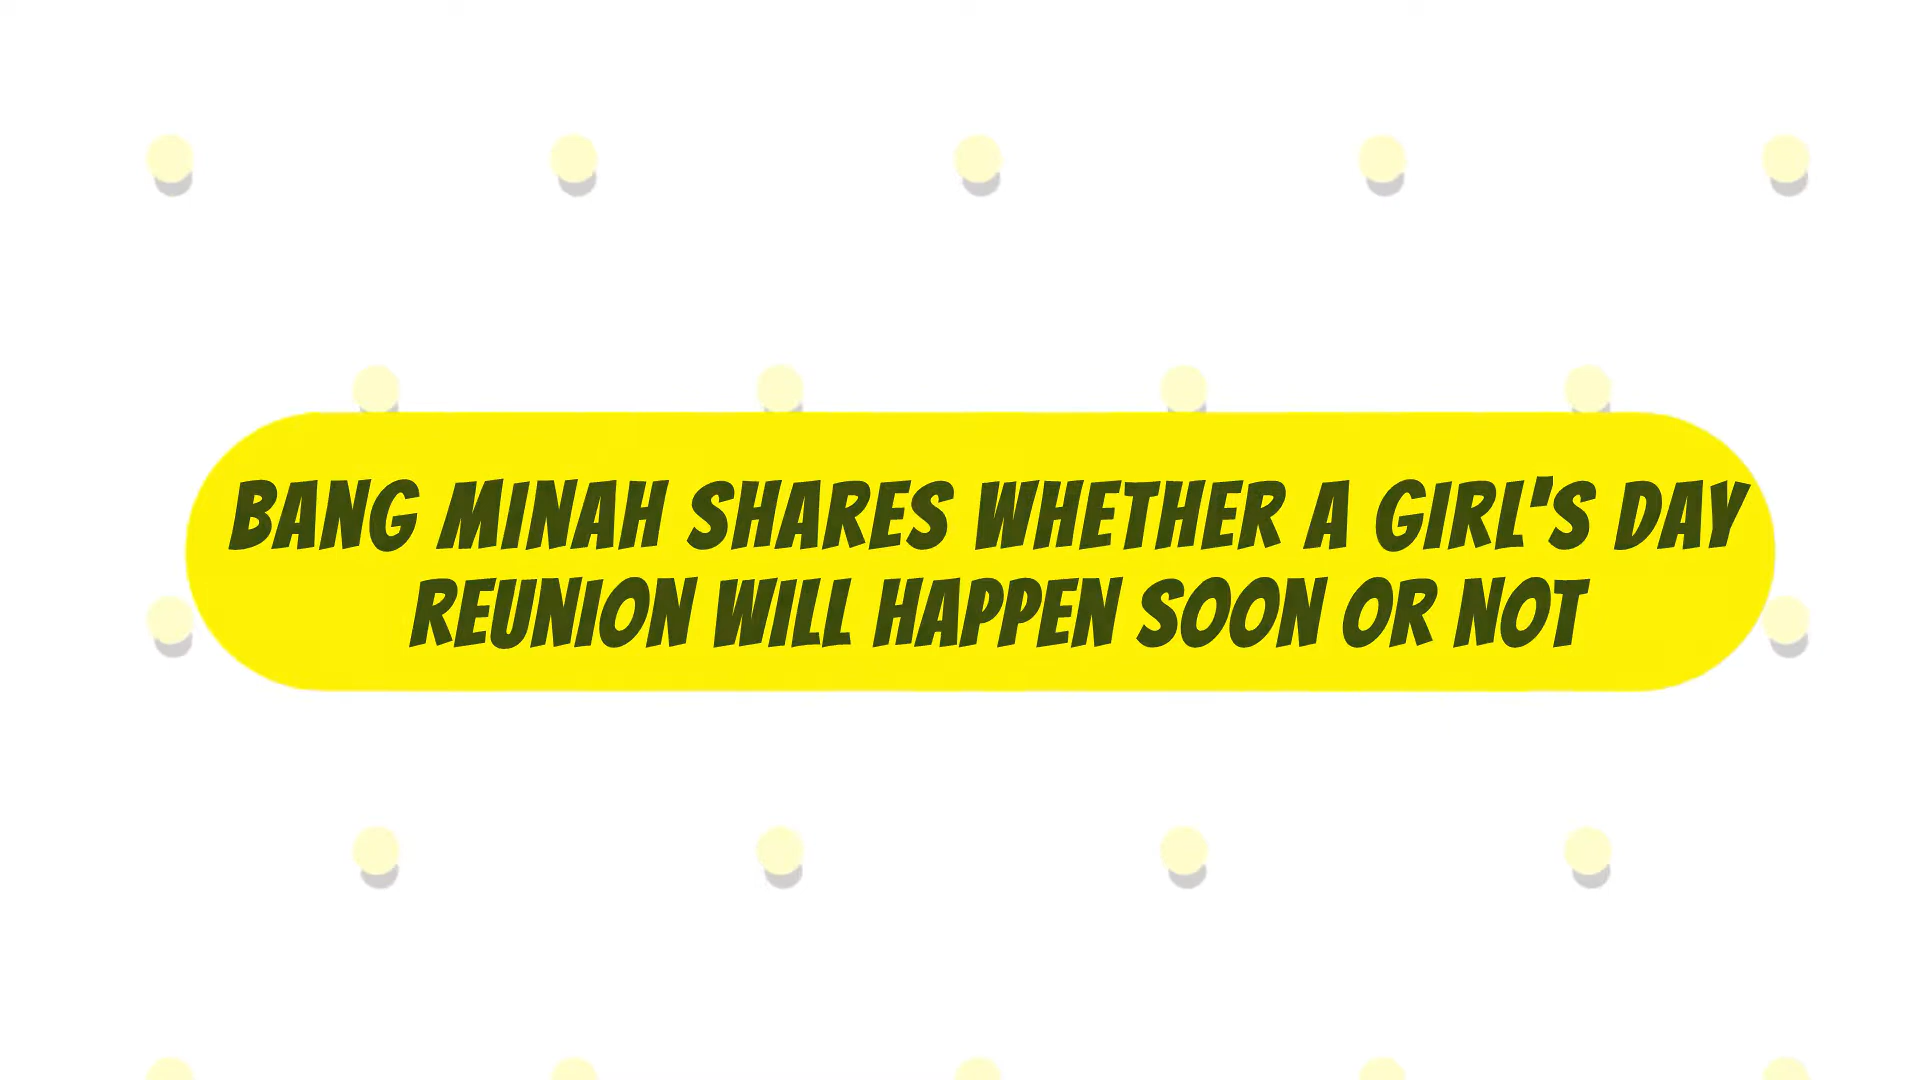 BANG MINAH SHARES WHETHER A GIRL'S DAY
REUNION WILL HAPPEN SOON OR NOT